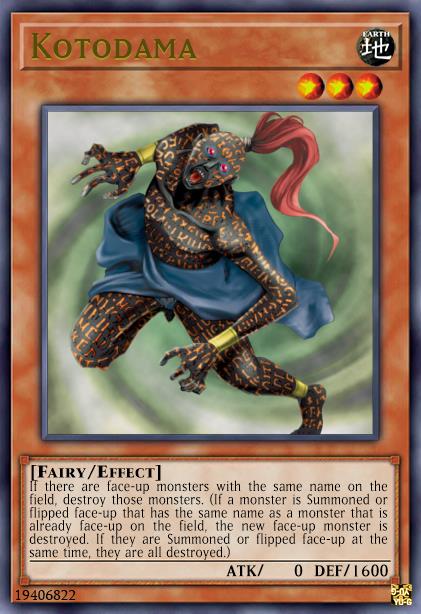 KOTODAMA
EARTH
地
[FAIRY/EFFECT]
If there are face-up monsters with the same name on the
field, destroy those monsters. (If a monster is Summoned or
flipped face-up that has the same name as a monster that is
already face-up on the field, the new face-up monster is
destroyed. If they are Summoned or flipped face-up at the
same time, they are all destroyed.)
ATK/ 0 DEF/1600
19406822